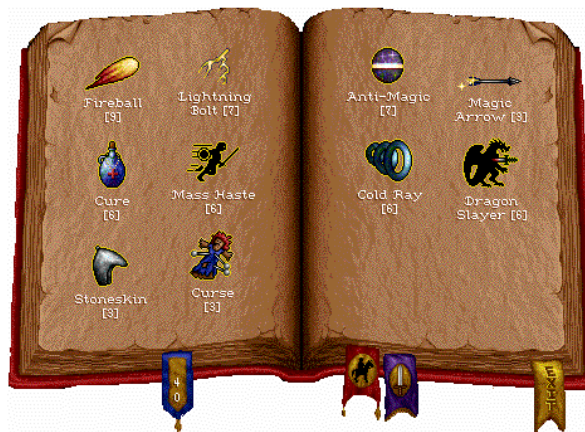 Fireball
[9]
Lightning
Bolt [7]
Cure
[6]
Mass Haste
[6]
Stoneskin
[3]
Curse
[3]
Anti-Magic
[7]
Magic
Arrow [3]
Cold Ray
[6]
Dragon
Slayer [6]
40
EXIT